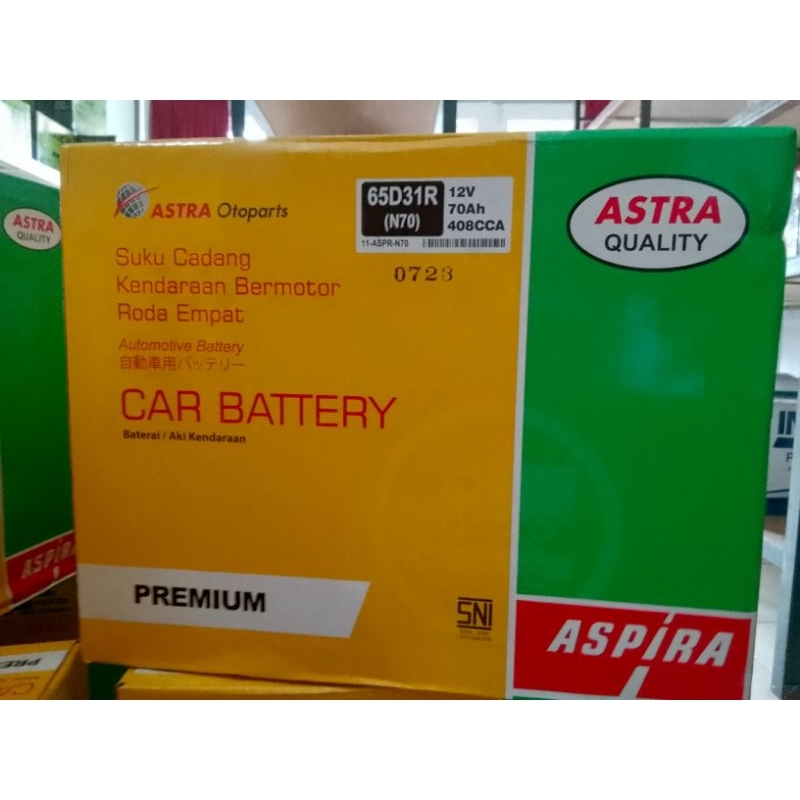 ASTRA Otoparts
65D31R
(N70)
12V
70Ah
408CCA
11-ASPR-N70
0723
Suku Cadang
Kendaraan Bermotor
Roda Empat
Automotive Battery
自動車用バッテリー
CAR BATTERY
Baterai / Aki Kendaraan
PREMIUM
SNI
ASTRA
QUALITY
ASPIRA
ASTRA
QUALITY